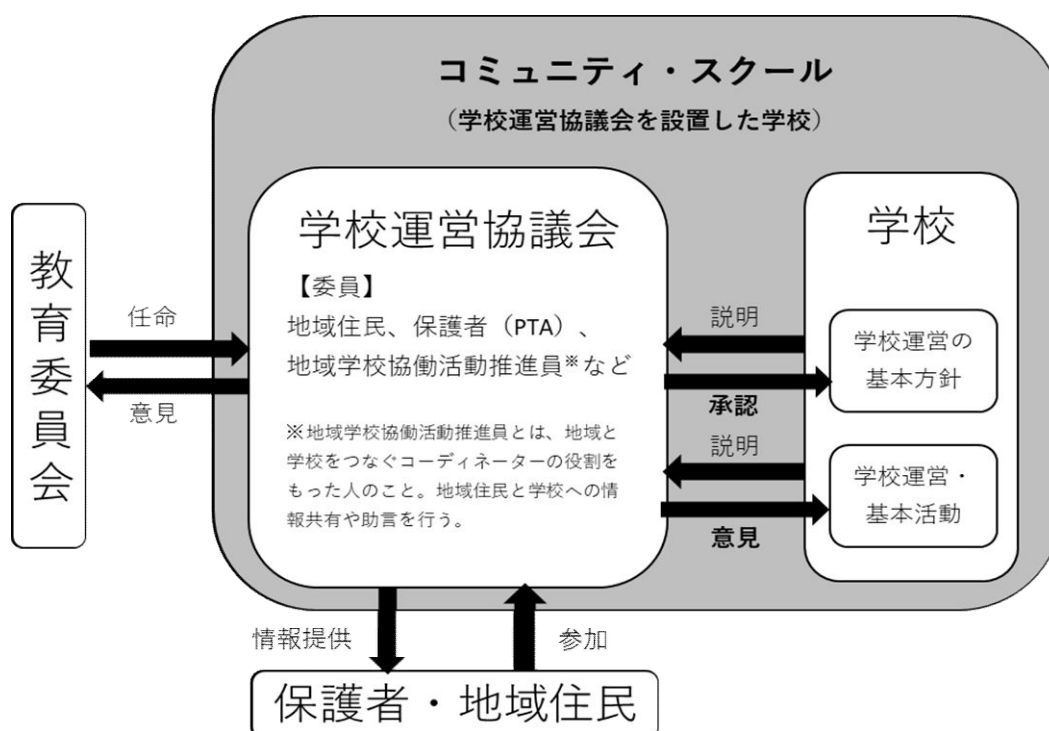 コミュニティ・スクール
（学校運営協議会を設置した学校）
教育委員会
任命
意見
学校運営協議会
【委員】
地域住民、保護者（PTA）、
地域学校協働活動推進員※など
※地域学校協働活動推進員とは、地域と
学校をつなぐコーディネーターの役割を
もった人のこと。地域住民と学校への情
報共有や助言を行う。
説明
承認
説明
意見
学校
学校運営の
基本方針
学校運営・
基本活動
情報提供
参加
保護者・地域住民